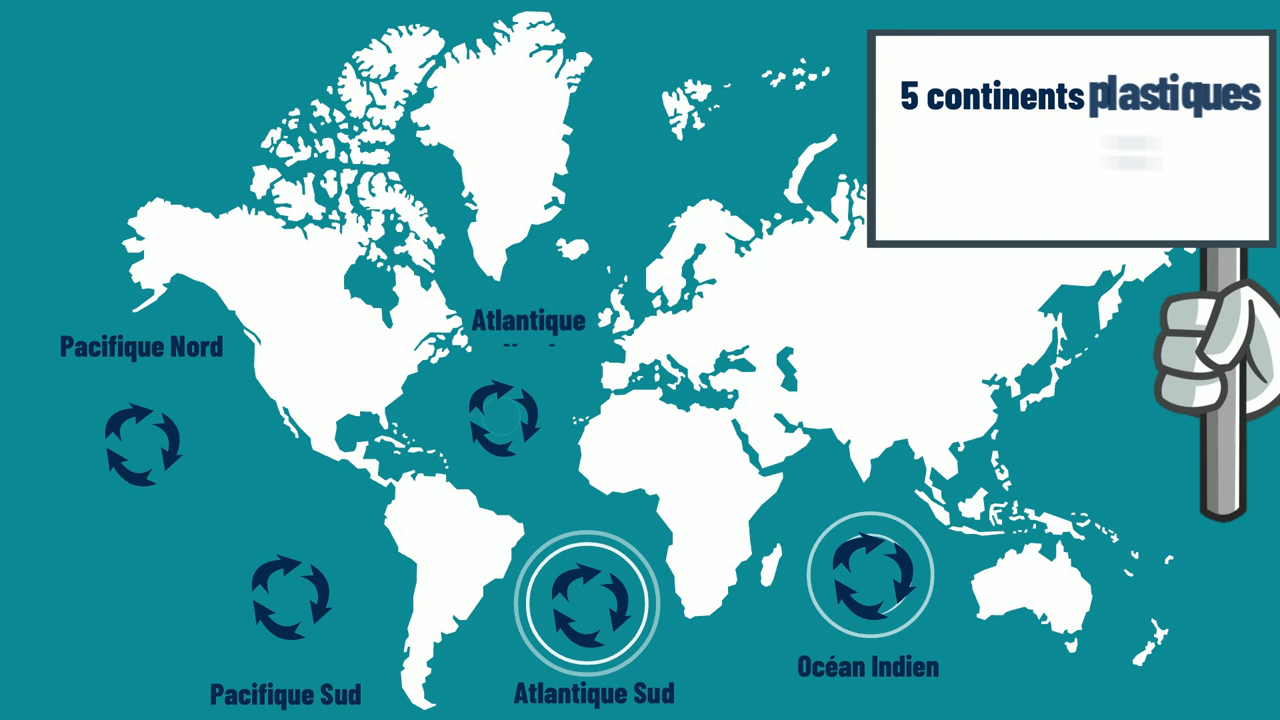 5 continents plastiques
Atlantique
Pacifique Nord
Océan Indien
Pacifique Sud
Atlantique Sud